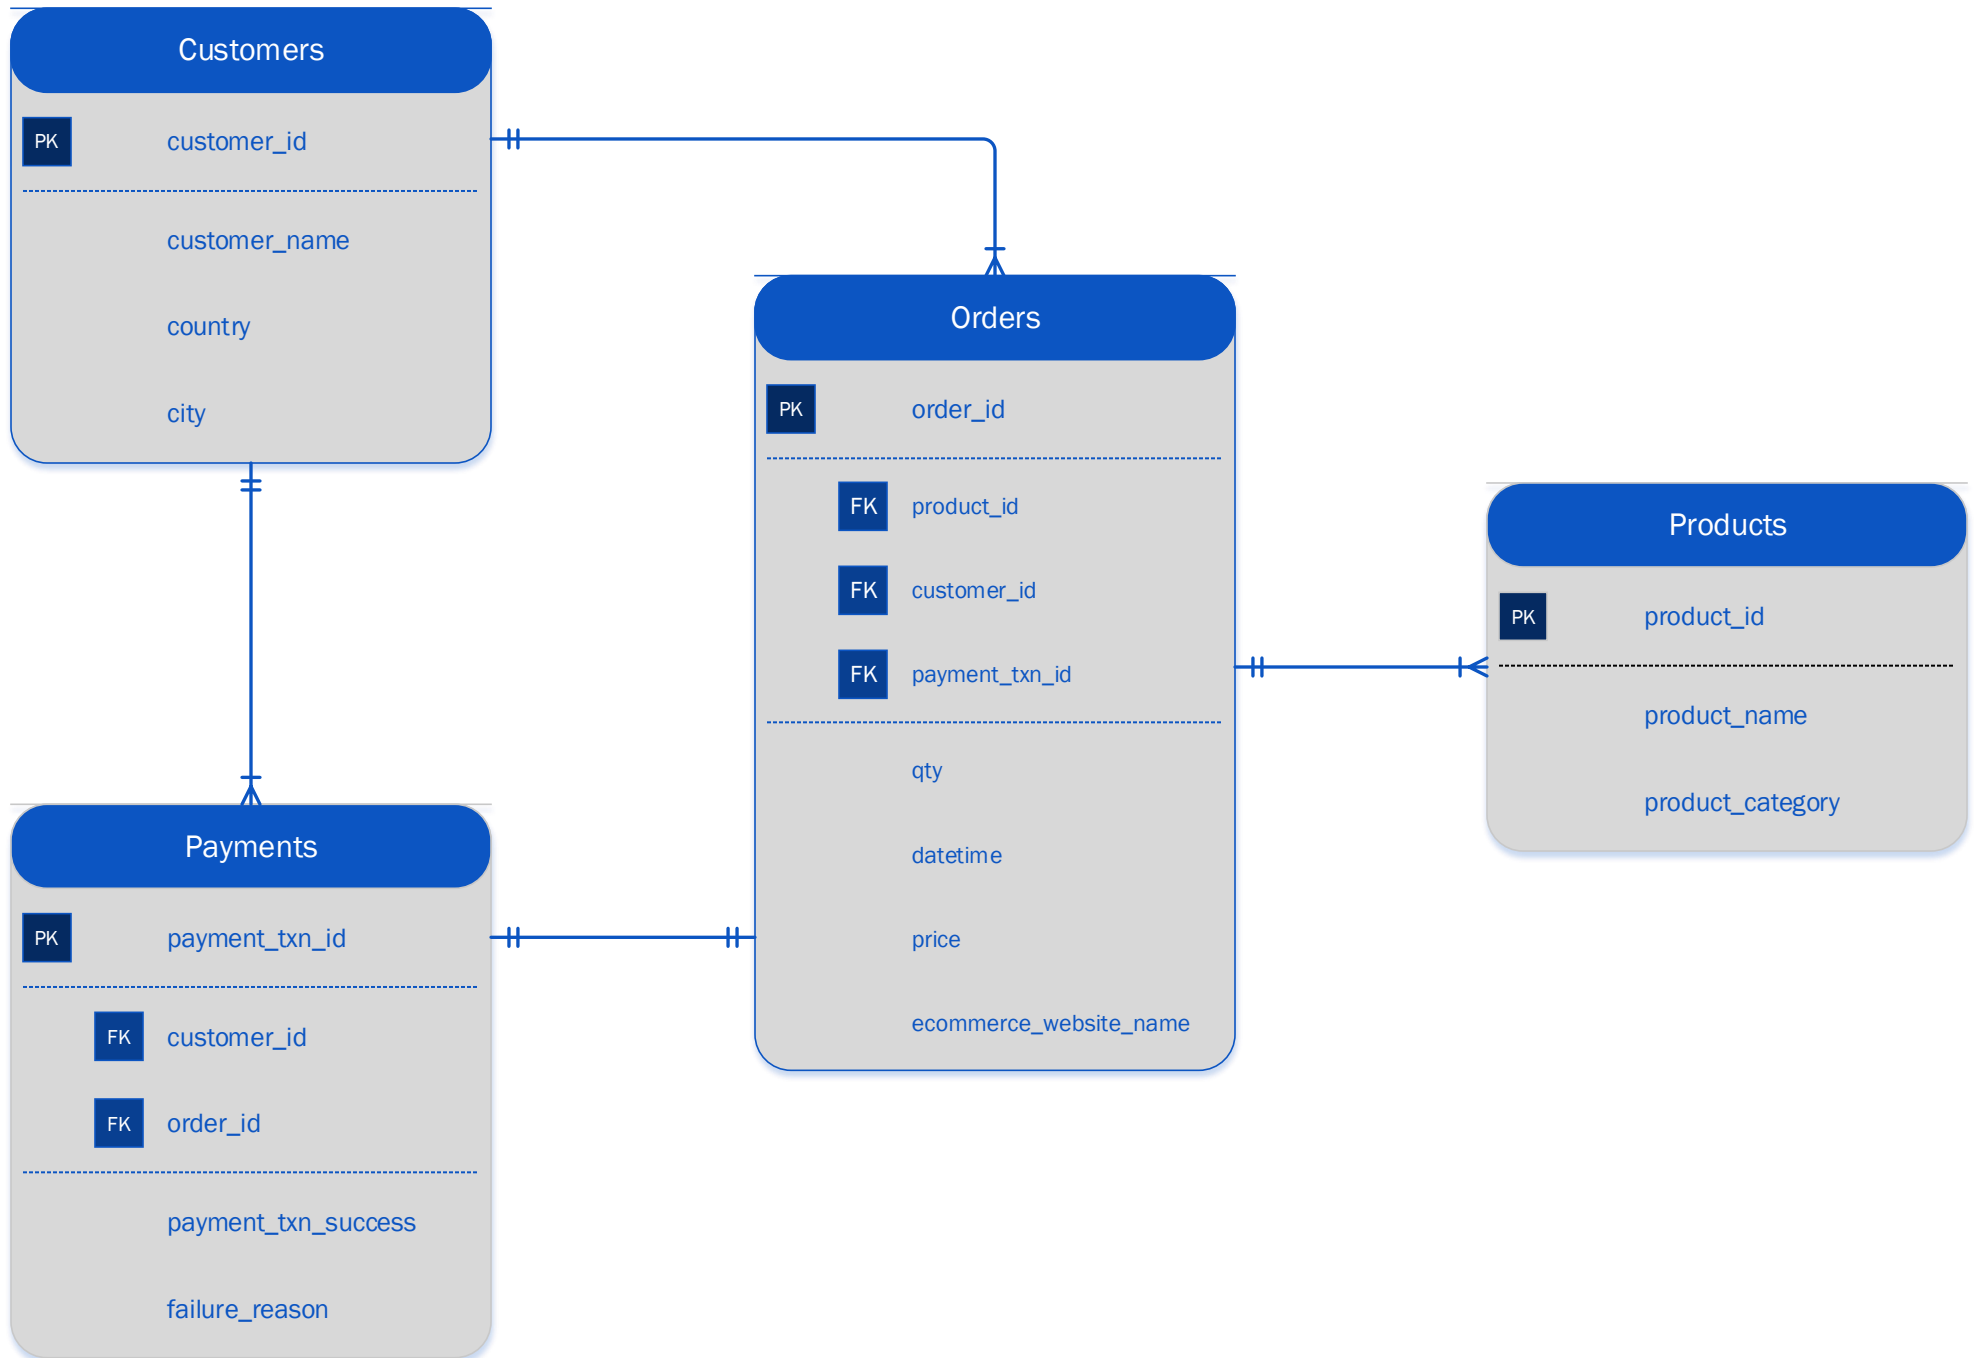 Customers
PK customer_id
customer_name
country
city
Orders
PK order_id
FK product_id
FK customer_id
FK payment_txn_id
qty
datetime
price
ecommerce_website_name
Products
PK product_id
product_name
product_category
Payments
PK payment_txn_id
FK customer_id
FK order_id
payment_txn_success
failure_reason